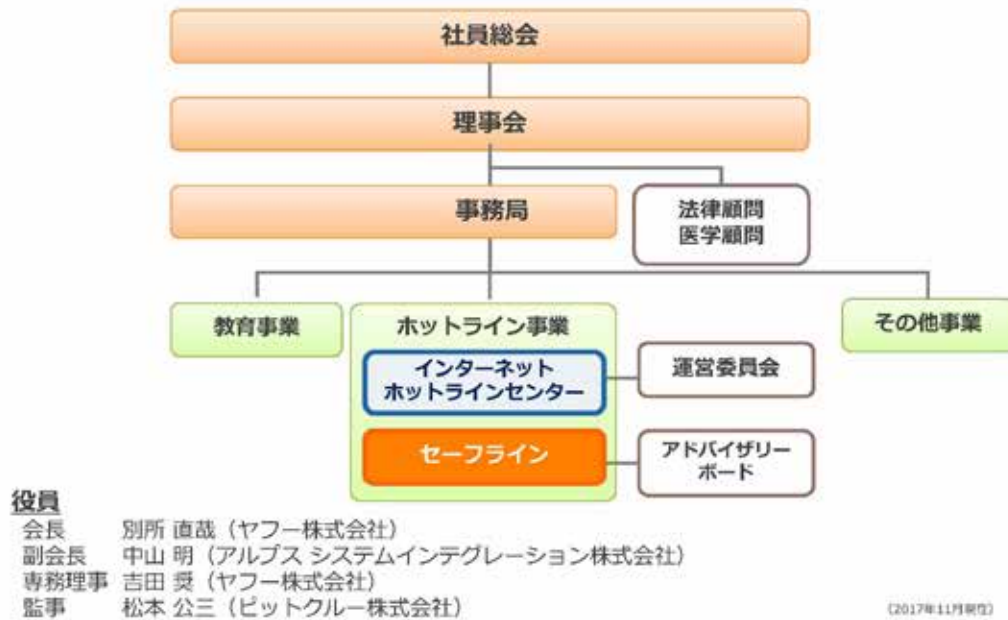 社員総会
理事会
事務局
法律顧問
医学顧問
教育事業
ホットライン事業
その他事業
インターネット
ホットラインセンター
運営委員会
セーフライン
アドバイザリー
ボード
役員
会長 別所 直哉（ヤフー株式会社）
副会長 中山 明（アルプス システムインテグレーション株式会社）
専務理事 吉田 奨（ヤフー株式会社）
監事 松本 公三（ピットクルー株式会社）
（2017年11月現在）